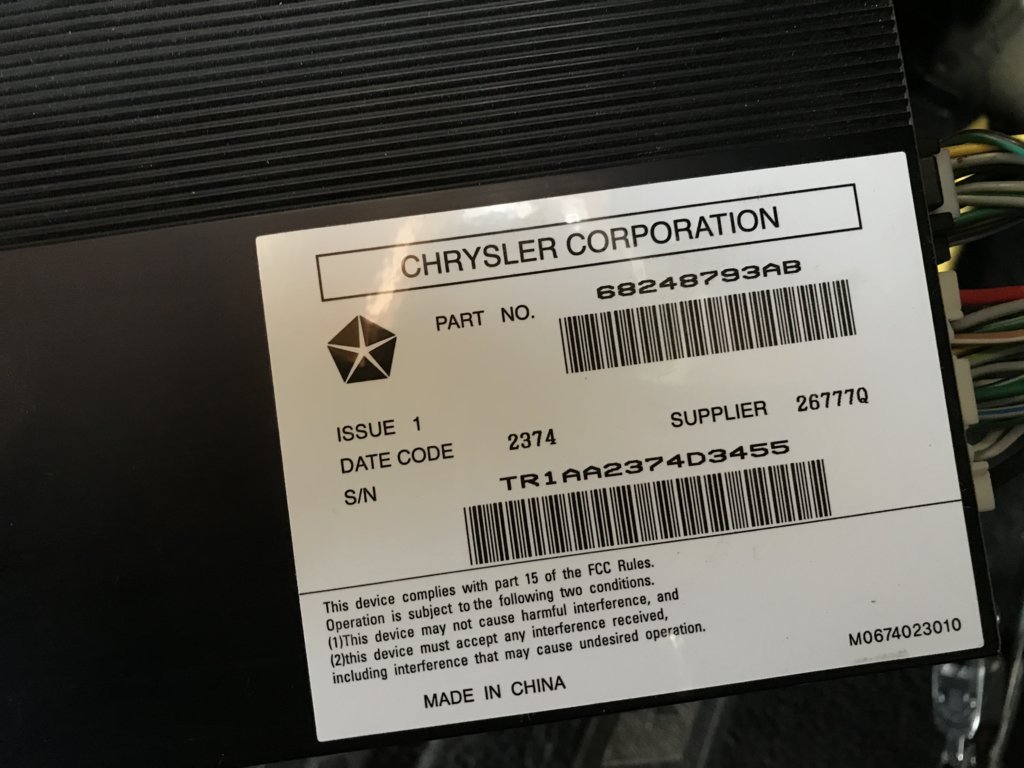 CHRYSLER CORPORATION
PART NO. 68248793AB
ISSUE 1
DATE CODE 2374 SUPPLIER 26777Q
S/N TR1AA2374D3455
This device complies with part 15 of the FCC Rules.
Operation is subject to the following two conditions.
(1)This device may not cause harmful interference, and
(2)this device must accept any interference received,
including interference that may cause undesired operation.
MADE IN CHINA
M0674023010